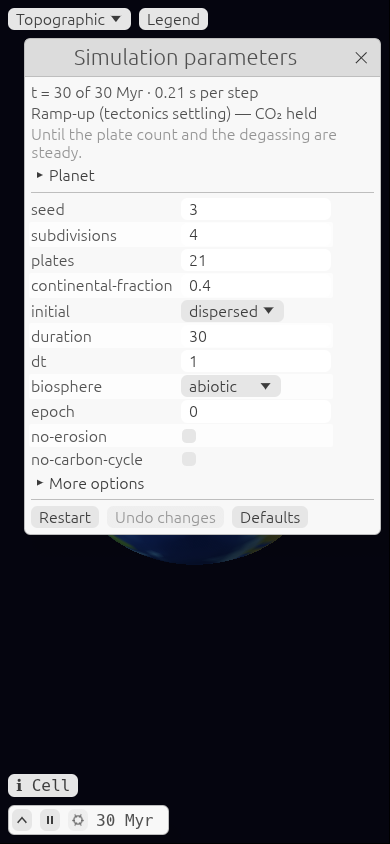 Topographic
Legend
Simulation parameters
t = 30 of 30 Myr · 0.21 s per step
Ramp-up (tectonics settling) — CO₂ held
Until the plate count and the degassing are
steady.
Planet
seed 3
subdivisions 4
plates 21
continental-fraction 0.4
initial dispersed
duration 30
dt 1
biosphere abiotic
epoch 0
no-erosion
no-carbon-cycle
More options
Restart Undo changes Defaults
ℹ Cell
30 Myr